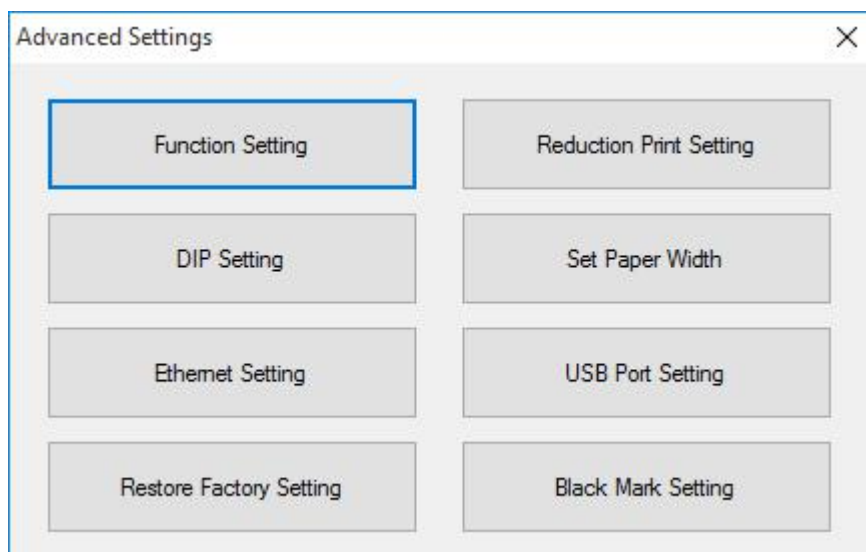 Advanced Settings
Function Setting
Reduction Print Setting
DIP Setting
Set Paper Width
Ethernet Setting
USB Port Setting
Restore Factory Setting
Black Mark Setting